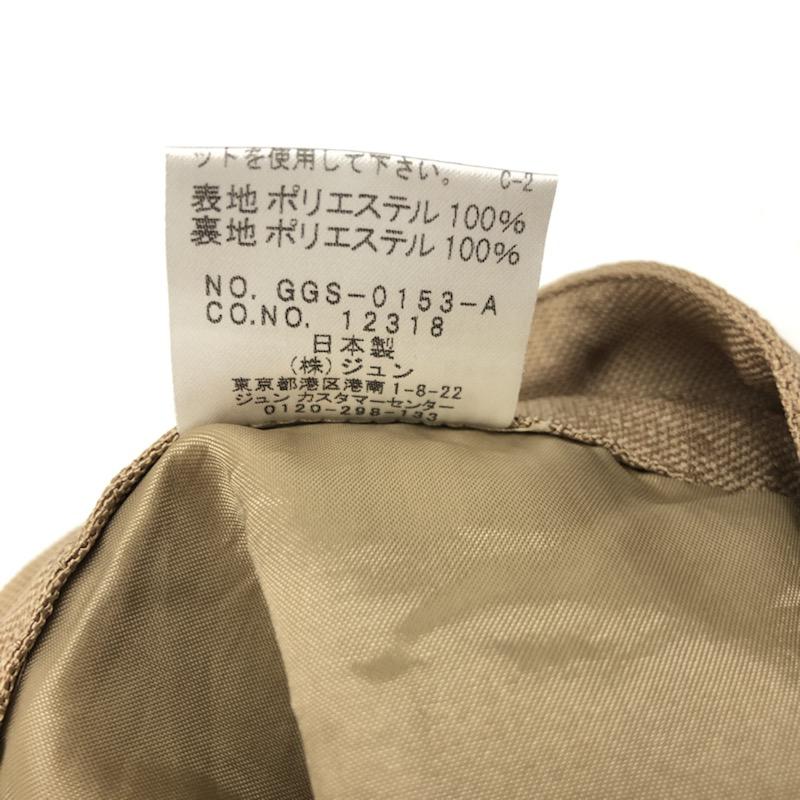 ットを使用して下さい。 C-2
表地 ポリエステル 100%
裏地 ポリエステル 100%
NO. GGS-0153-A
CO.NO. 12318
日本製
(株)ジュン
東京都港区港南1-8-22
ジュン カスタマーセンター
0120-298-133